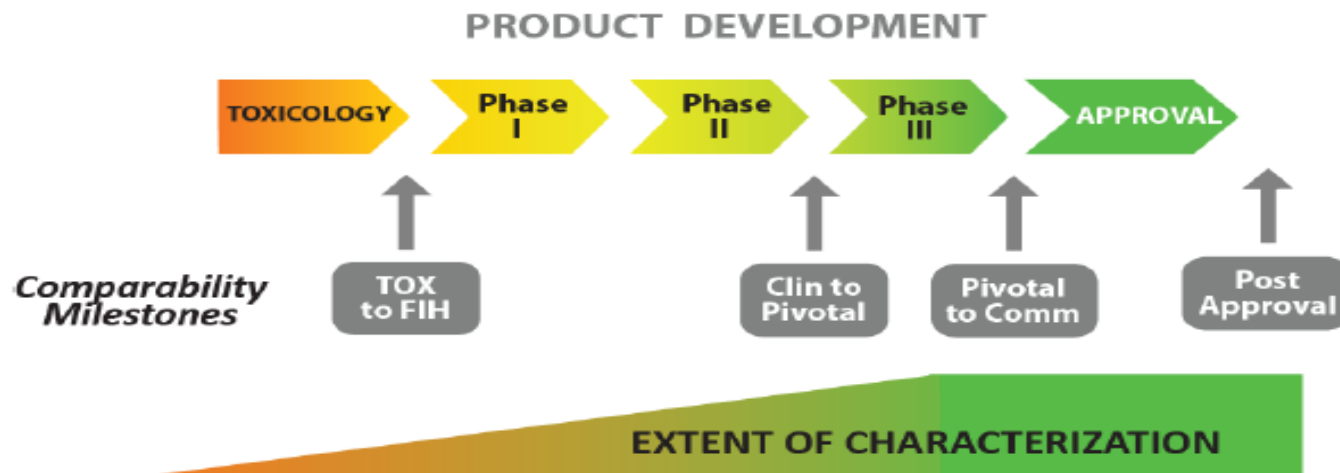 PRODUCT DEVELOPMENT
TOXICOLOGY
Phase
I
Phase
II
Phase
III
APPROVAL
Comparability
Milestones
TOX
to FIH
Clin to
Pivotal
Pivotal
to Comm
Post
Approval
EXTENT OF CHARACTERIZATION